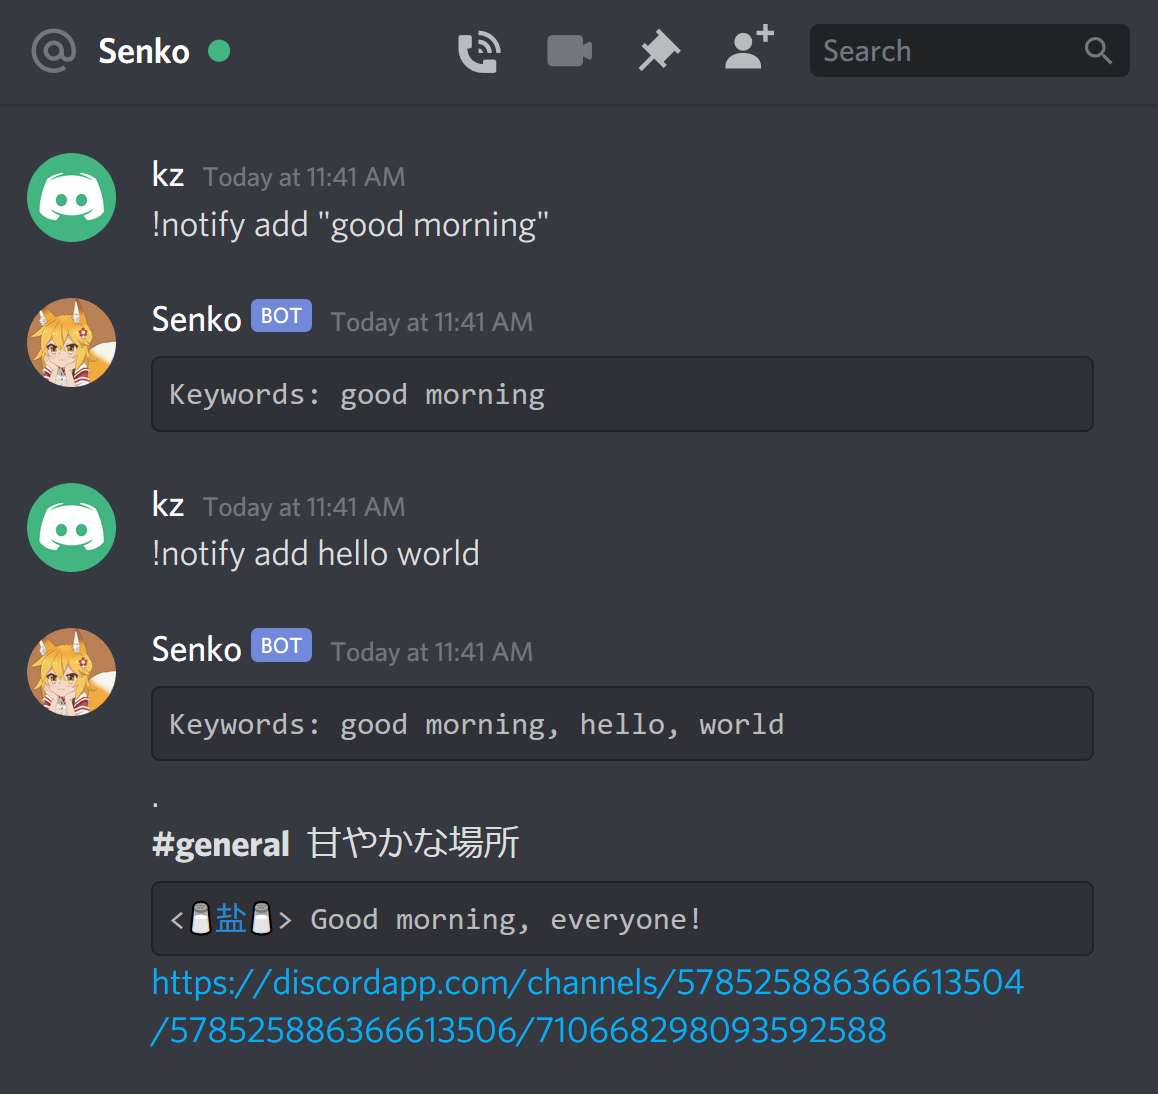 Senko
Search
kz Today at 11:41 AM
!notify add "good morning"
Senko BOT Today at 11:41 AM
Keywords: good morning
kz Today at 11:41 AM
!notify add hello world
Senko BOT Today at 11:41 AM
Keywords: good morning, hello, world
.
#general 甘やかな場所
<🧂盐🧂> Good morning, everyone!
https://discordapp.com/channels/578525886366613504
/578525886366613506/710668298093592588